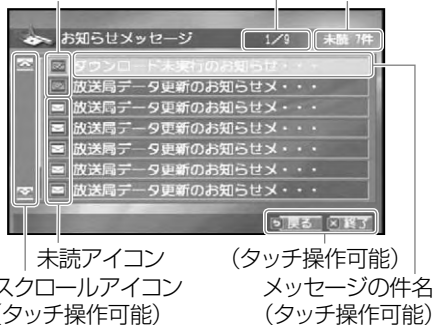 お知らせメッセージ 1/9 未読 7件
ダウンロード未実行のお知らせ・・・
放送局データ更新のお知らせメ・・・
放送局データ更新のお知らせメ・・・
放送局データ更新のお知らせメ・・・
放送局データ更新のお知らせメ・・・
放送局データ更新のお知らせメ・・・
放送局データ更新のお知らせメ・・・
戻る 終了
未読アイコン (タッチ操作可能)
スクロールアイコン メッセージの件名
(タッチ操作可能) (タッチ操作可能)